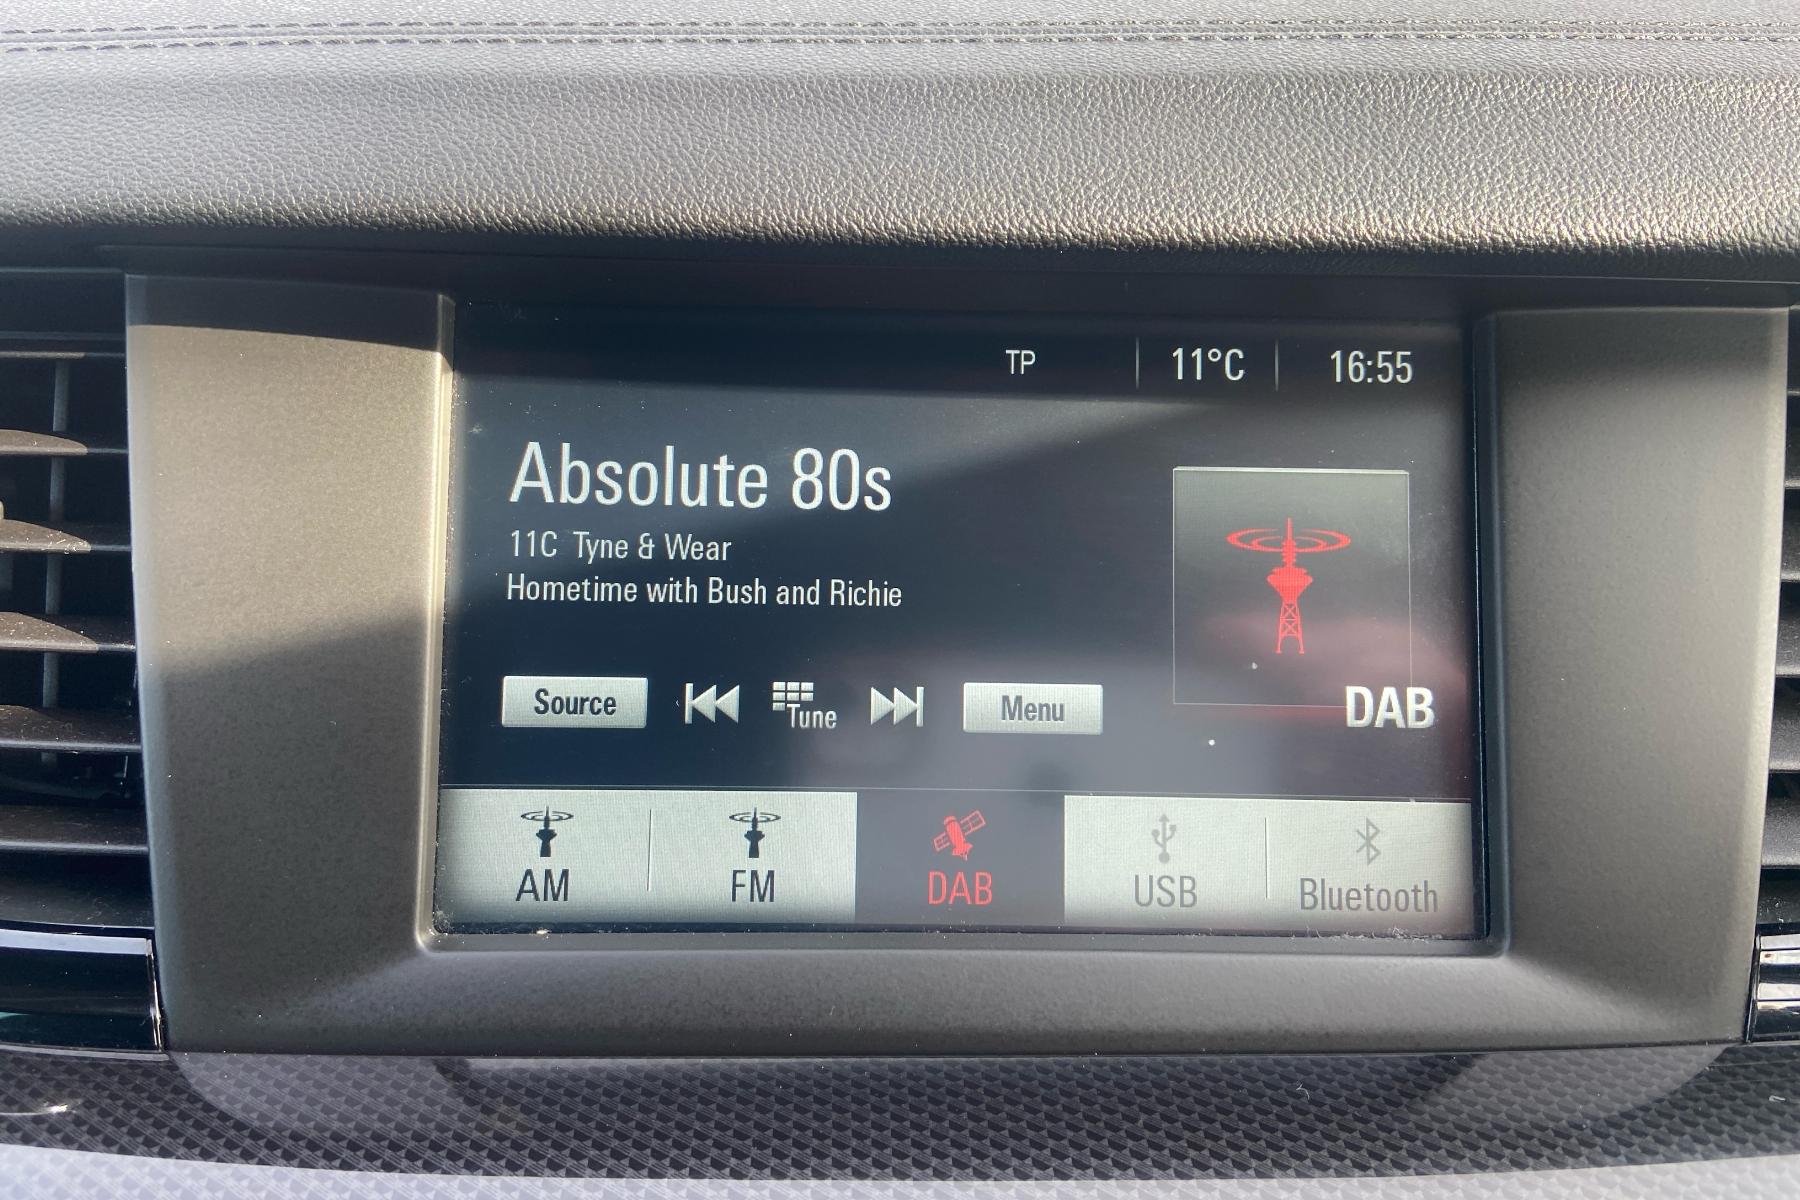 TP 11°C 16:55
Absolute 80s
11C Tyne & Wear
Hometime with Bush and Richie
Source Tune Menu
DAB
AM FM DAB USB Bluetooth